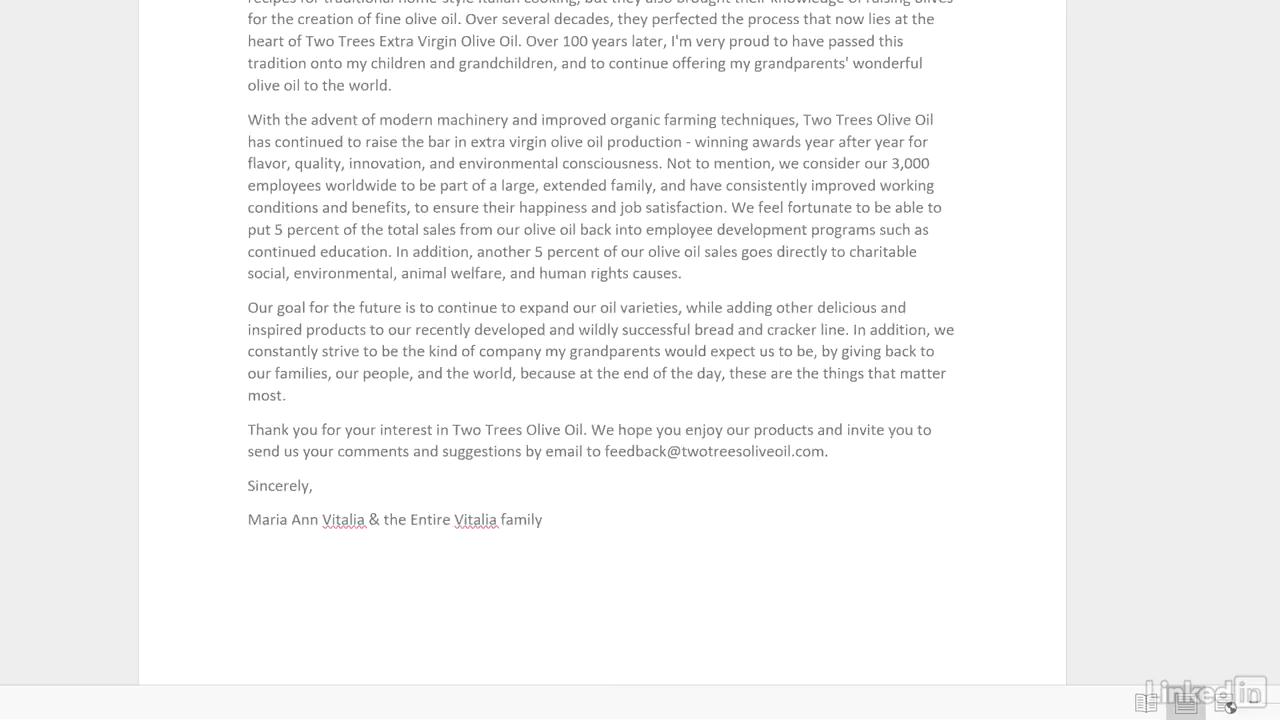 recipes for traditional home-style Italian cooking, but they also brought their knowledge of raising olives
for the creation of fine olive oil. Over several decades, they perfected the process that now lies at the
heart of Two Trees Extra Virgin Olive Oil. Over 100 years later, I'm very proud to have passed this
tradition onto my children and grandchildren, and to continue offering my grandparents' wonderful
olive oil to the world.
With the advent of modern machinery and improved organic farming techniques, Two Trees Olive Oil
has continued to raise the bar in extra virgin olive oil production - winning awards year after year for
flavor, quality, innovation, and environmental consciousness. Not to mention, we consider our 3,000
employees worldwide to be part of a large, extended family, and have consistently improved working
conditions and benefits, to ensure their happiness and job satisfaction. We feel fortunate to be able to
put 5 percent of the total sales from our olive oil back into employee development programs such as
continued education. In addition, another 5 percent of our olive oil sales goes directly to charitable
social, environmental, animal welfare, and human rights causes.
Our goal for the future is to continue to expand our oil varieties, while adding other delicious and
inspired products to our recently developed and wildly successful bread and cracker line. In addition, we
constantly strive to be the kind of company my grandparents would expect us to be, by giving back to
our families, our people, and the world, because at the end of the day, these are the things that matter
most.
Thank you for your interest in Two Trees Olive Oil. We hope you enjoy our products and invite you to
send us your comments and suggestions by email to feedback@twotreesoliveoil.com.
Sincerely,
Maria Ann Vitalia & the Entire Vitalia family
Linked in